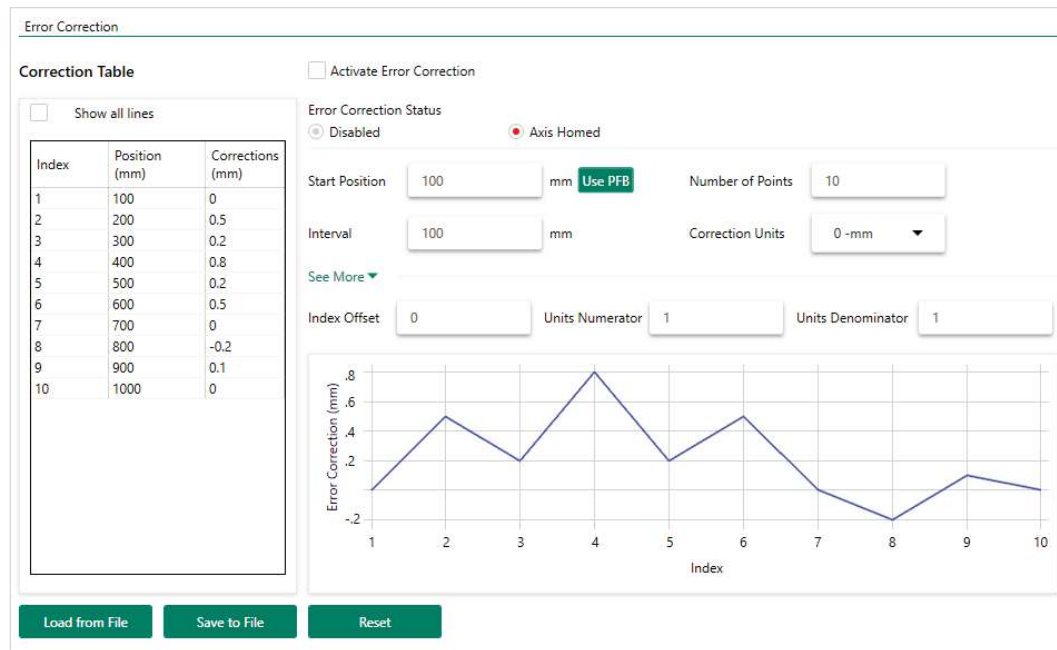 Error Correction
Correction Table
Activate Error Correction
Show all lines
Error Correction Status
Disabled
Axis Homed
Index Position (mm) Corrections (mm)
1 100 0
2 200 0.5
3 300 0.2
4 400 0.8
5 500 0.2
6 600 0.5
7 700 0
8 800 -0.2
9 900 0.1
10 1000 0
Start Position 100 mm Use PFB Number of Points 10
Interval 100 mm Correction Units 0 -mm
See More
Index Offset 0 Units Numerator 1 Units Denominator 1
Error Correction (mm)
.8
.6
.4
.2
-.2
1 2 3 4 5 6 7 8 9 10
Index
Load from File Save to File Reset